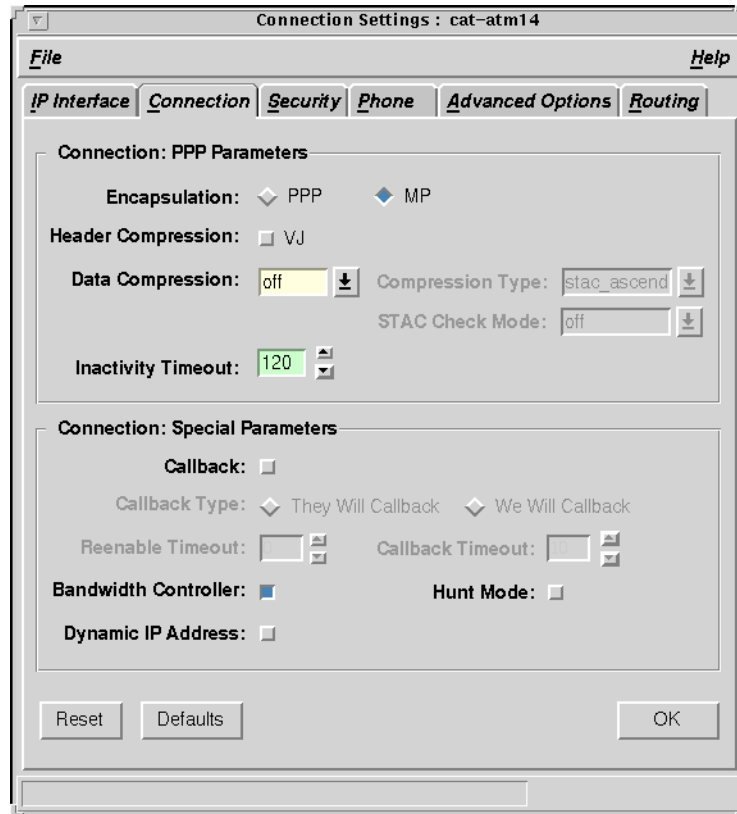 Connection Settings : cat-atm14
File Help
IP Interface Connection Security Phone Advanced Options Routing
Connection: PPP Parameters
Encapsulation: PPP MP
Header Compression: VJ
Data Compression: off Compression Type: stac_ascend
STAC Check Mode: off
Inactivity Timeout: 120
Connection: Special Parameters
Callback:
Callback Type: They Will Callback We Will Callback
Reenable Timeout: Callback Timeout:
Bandwidth Controller: Hunt Mode:
Dynamic IP Address:
Reset Defaults OK